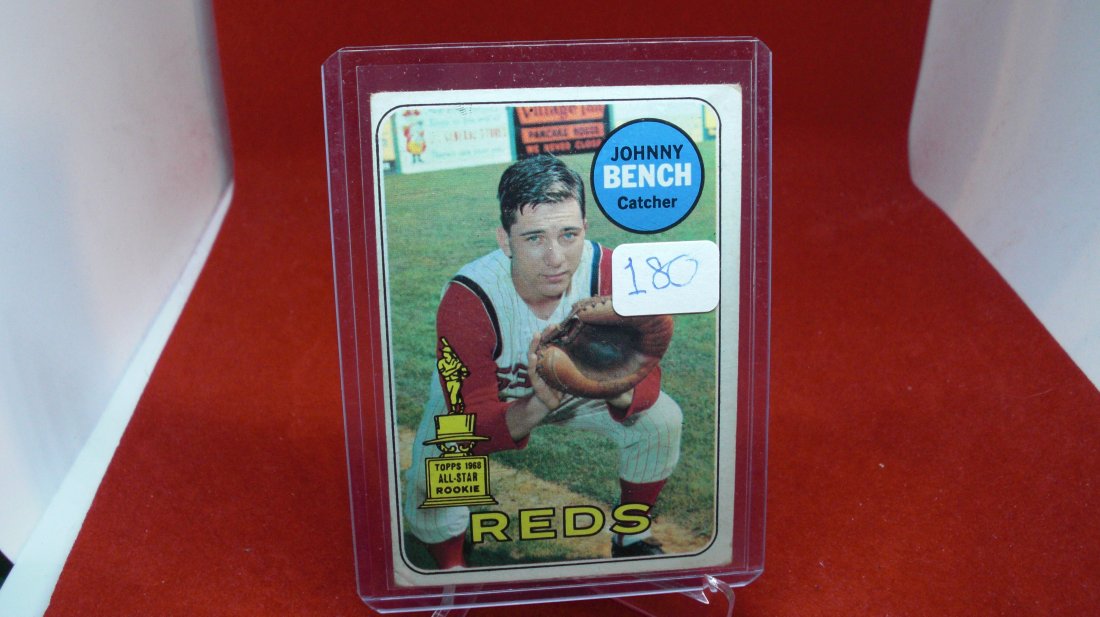 Village Inn
PANCAKE HOUSE
WE NEVER CLOSE
JOHNNY
BENCH
Catcher
180
TOPPS 1968
ALL-STAR
ROOKIE
REDS